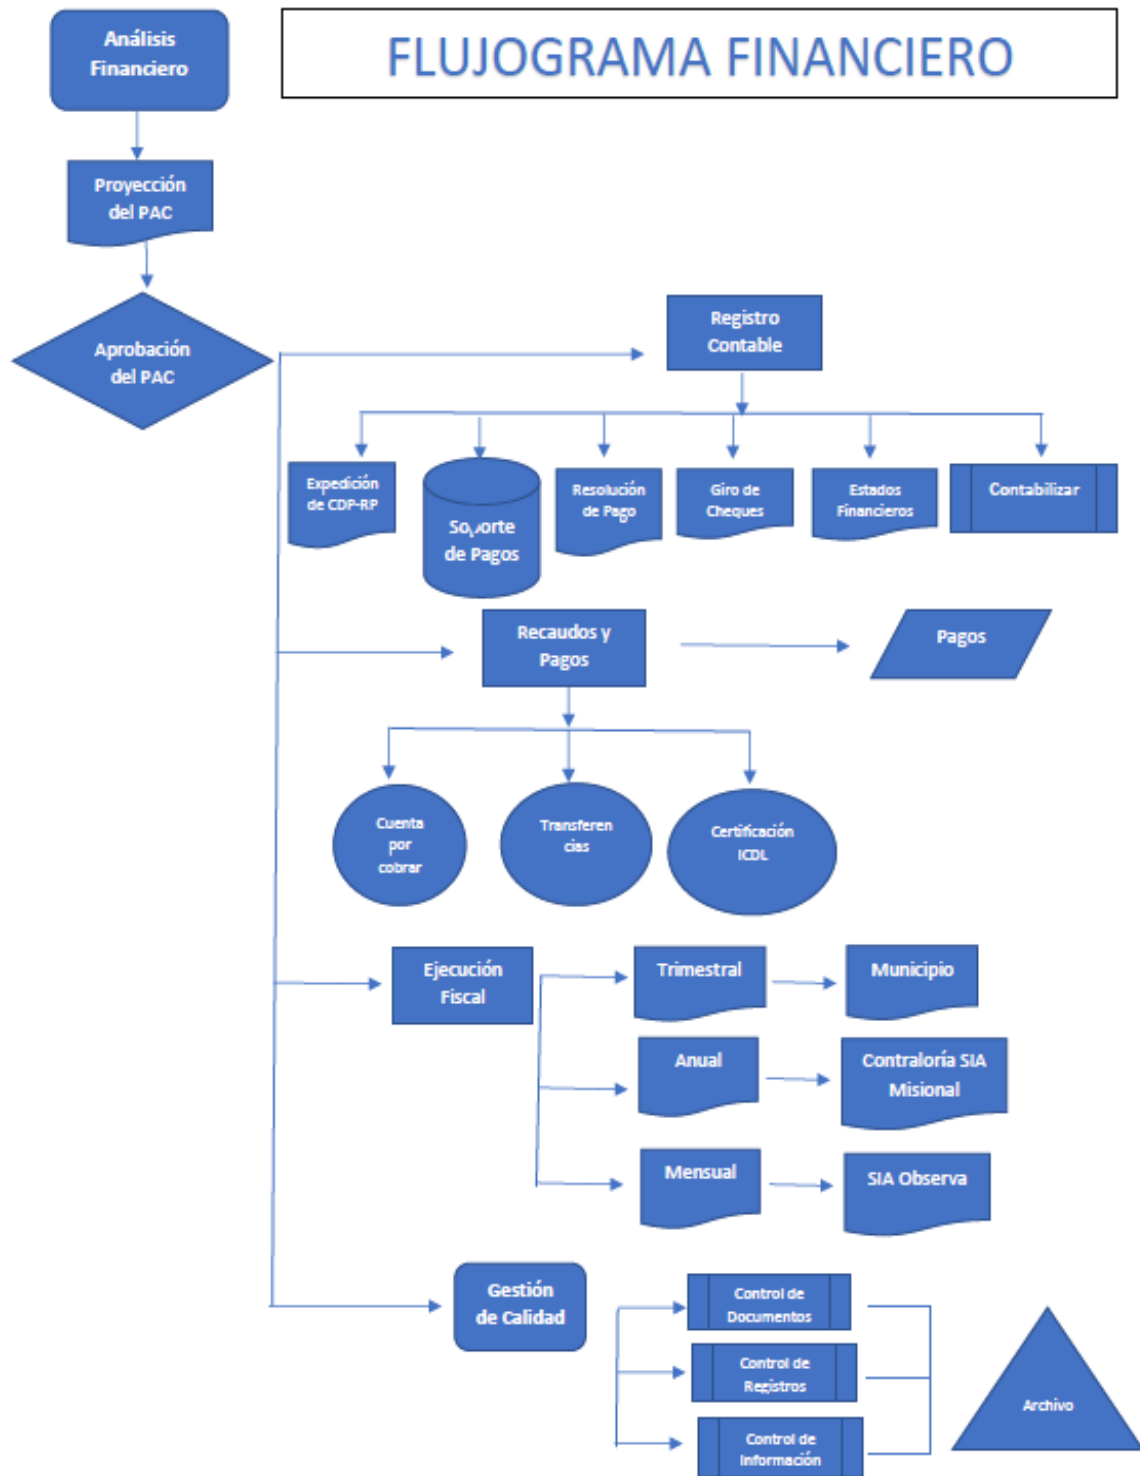 Análisis
Financiero
FLUJOGRAMA FINANCIERO
Proyección
del PAC
Aprobación
del PAC
Registro
Contable
Expedición
de CDP-RP
Soporte
de Pagos
Resolución
de Pago
Giro de
Cheques
Estados
Financieros
Contabilizar
Recaudos y
Pagos
Pagos
Cuenta
por
cobrar
Transferen
cias
Certificación
ICDL
Ejecución
Fiscal
Trimestral
Municipio
Anual
Contraloría SIA
Misional
Mensual
SIA Observa
Gestión
de Calidad
Control de
Documentos
Control de
Registros
Control de
Información
Archivo